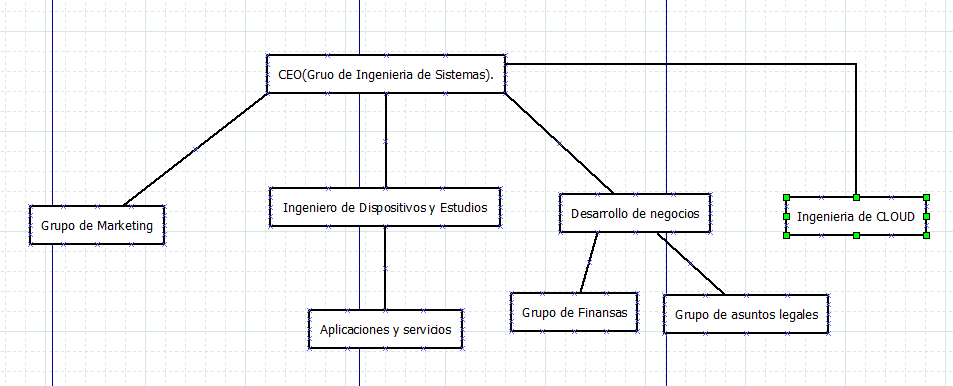 CEO(Gruo de Ingenieria de Sistemas).
Grupo de Marketing
Ingeniero de Dispositivos y Estudios
Desarrollo de negocios
Ingenieria de CLOUD
Aplicaciones y servicios
Grupo de Finansas
Grupo de asuntos legales